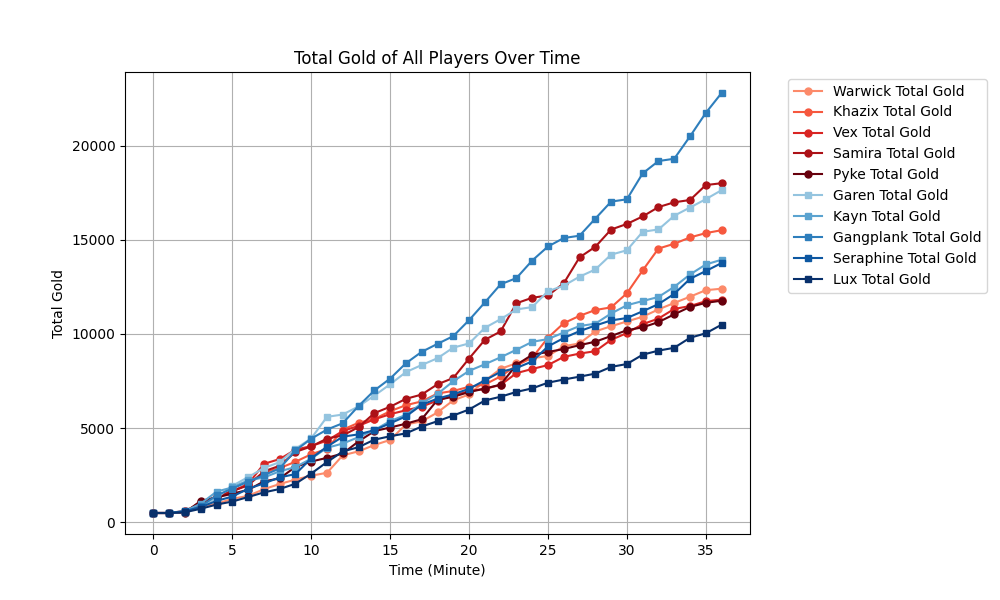 Total Gold of All Players Over Time
Total Gold
20000
15000
10000
5000
0
0 5 10 15 20 25 30 35
Time (Minute)
Warwick Total Gold
Khazix Total Gold
Vex Total Gold
Samira Total Gold
Pyke Total Gold
Garen Total Gold
Kayn Total Gold
Gangplank Total Gold
Seraphine Total Gold
Lux Total Gold